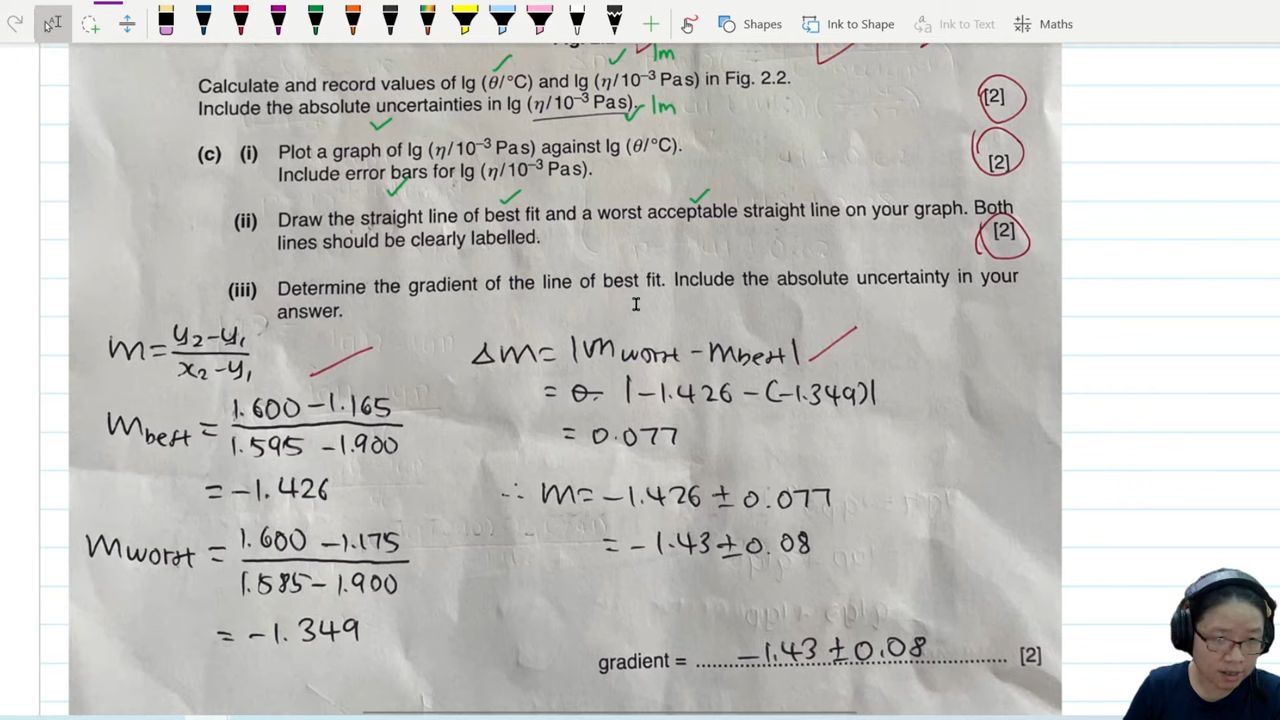 Shapes
Ink to Shape
Ink to Text
Maths
1m
Calculate and record values of lg (θ/°C) and lg (η/10⁻³ Pa s) in Fig. 2.2.
Include the absolute uncertainties in lg (η/10⁻³ Pa s). 1m
[2]
(c) (i) Plot a graph of lg (η/10⁻³ Pa s) against lg (θ/°C).
Include error bars for lg (η/10⁻³ Pa s).
[2]
(ii) Draw the straight line of best fit and a worst acceptable straight line on your graph. Both
lines should be clearly labelled.
[2]
(iii) Determine the gradient of the line of best fit. Include the absolute uncertainty in your
answer.
m = y₂-y₁ / x₂-y₁
m best = 1.600 - 1.165 / 1.595 - 1.900
= -1.426
m worst = 1.600 - 1.175 / 1.585 - 1.900
= -1.349
Δm = |m worst - m best|
= 0. |-1.426 - (-1.349)|
= 0.077
∴ m = -1.426 ± 0.077
= -1.43 ± 0.08
gradient = -1.43 ± 0.08 [2]